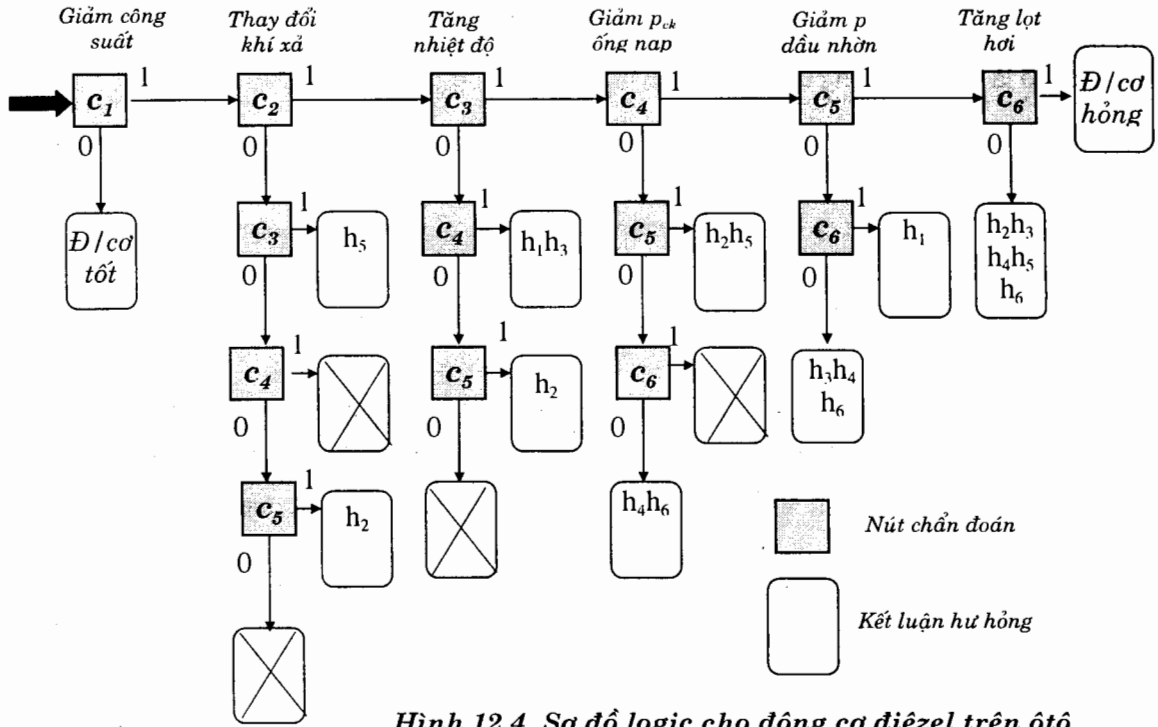 Giảm công suất
Thay đổi khí xả
Tăng nhiệt độ
Giảm p_ck ống nạp
Giảm p dầu nhờn
Tăng lọt hơi
c1 1 c2 1 c3 1 c4 1 c5 1 c6 1 Đ/cơ hỏng
0 0 0 0 0 0
Đ/cơ tốt
c3 1 h5
c4 1 h1h3
c5 1 h2h5
c6 1 h1
h2h3
h4h5
h6
0 0 0 0
c4 1
c5 1 h2
c6 1
h3h4
h6
0 0 0
c5 1 h2
h4h6
0
Nút chẩn đoán
Kết luận hư hỏng
Hình 12.4. Sơ đồ logic cho động cơ điêzel trên ôtô